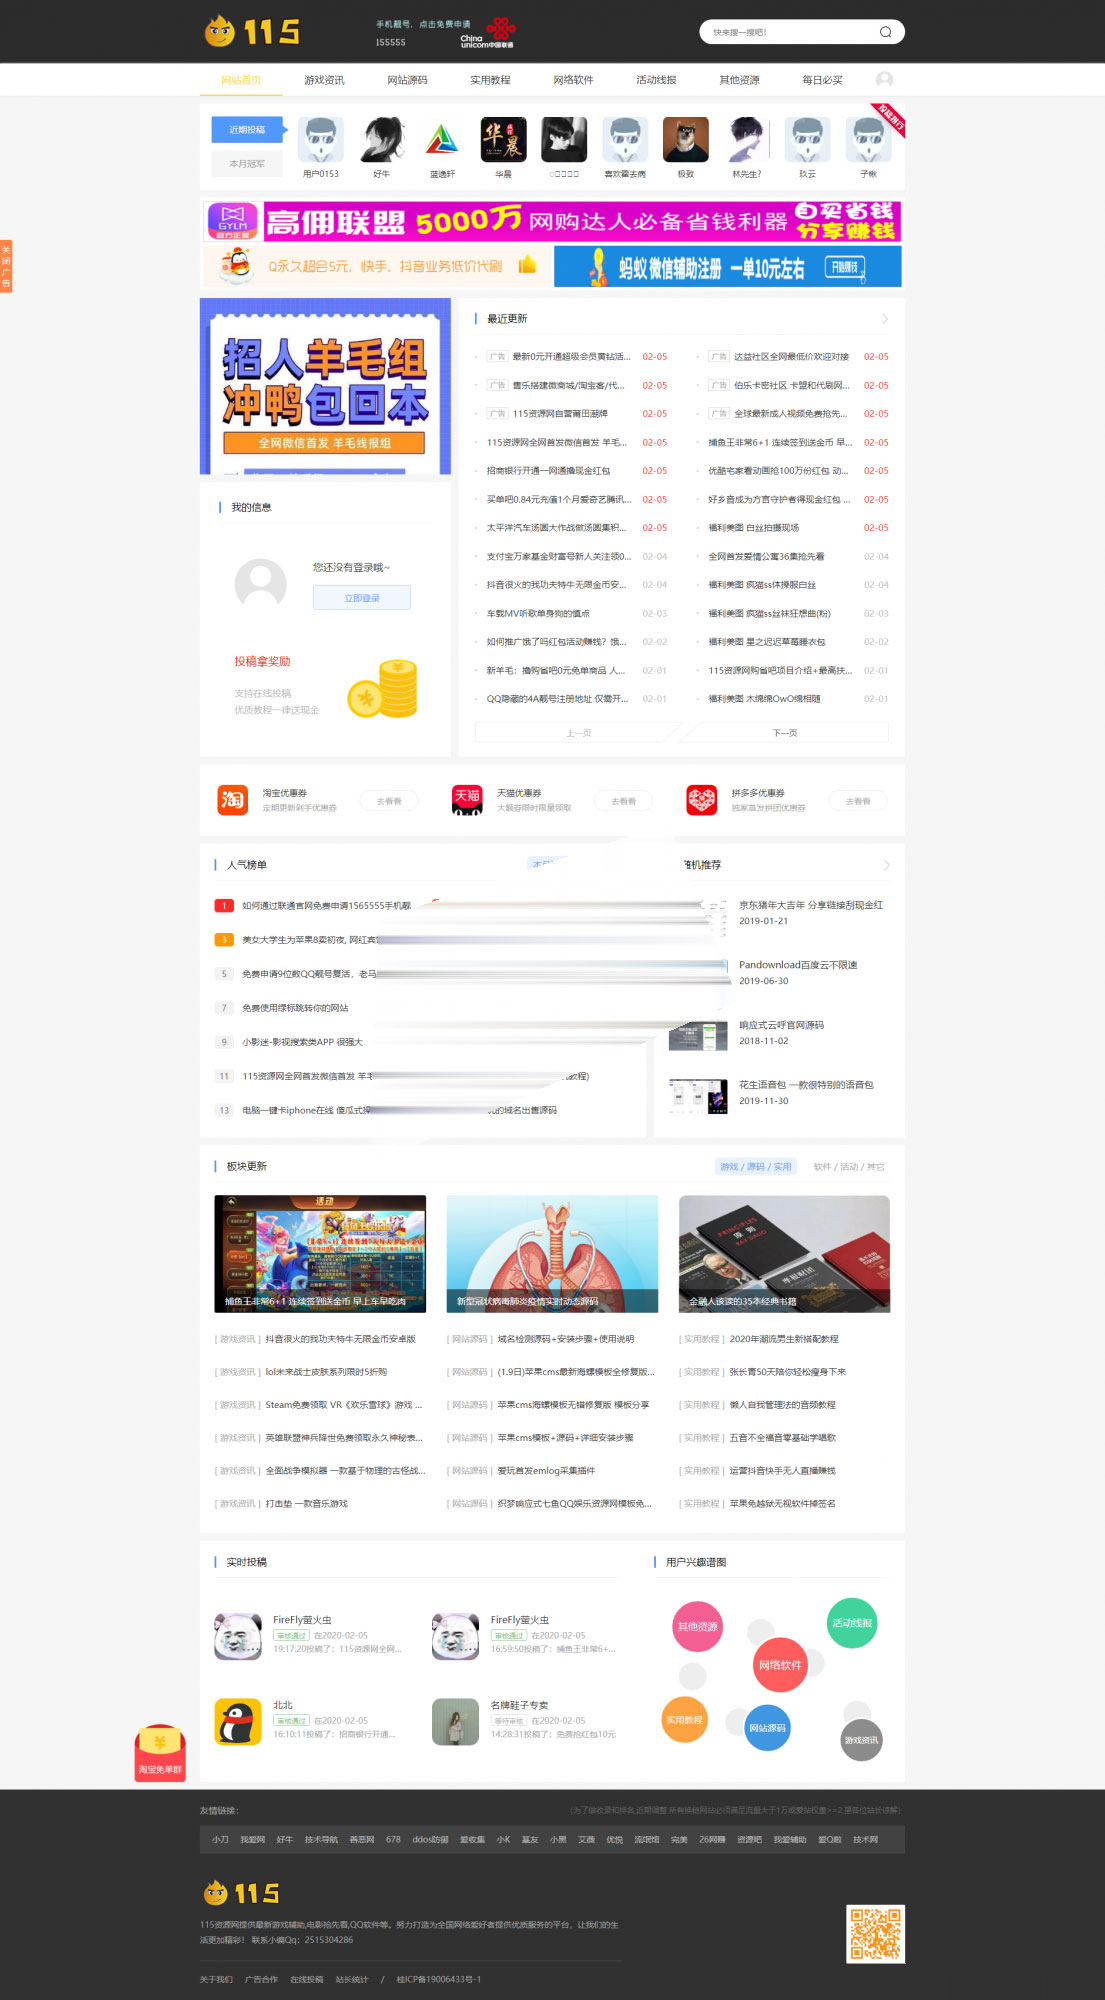 115
手机靓号，点击免费申请
155555
China
unicom中国联通
快来搜一搜吧!
网站首页 游戏资讯 网站源码 实用教程 网络软件 活动线报 其他资源 每日必买
近期投稿
本月冠军
投稿排行
用户0153 好牛 蓝逸轩 华晨 极致 林先生? 玖云 子楸
喜欢霍去病
关闭广告
GYLM
高佣联盟 5000万 网购达人必备省钱利器 自买省钱 分享赚钱
Q永久超会5元，快手、抖音业务低价代刷
蚂蚁微信辅助注册 一单10元左右 开始赚钱
招人羊毛组
冲鸭包回本
全网微信首发 羊毛线报组
我的信息
您还没有登录哦~
立即登录
投稿拿奖励
支持在线投稿
优质教程一律送现金
最近更新
广告 最新0元开通超级会员黄钻活... 02-05
广告 达益社区全网最低价欢迎对接 02-05
广告 售乐搭建微商城/淘宝客/代... 02-05
广告 伯乐卡密社区 卡盟和代刷网... 02-05
广告 115资源网自营莆田潮牌 02-05
广告 全球最新成人视频免费抢先... 02-05
115资源网全网首发微信首发 羊毛... 02-05
捕鱼王非常6+1 连续签到送金币 早... 02-05
招商银行开通一网通撸现金红包 02-05
优酷宅家看动画抢100万份红包 动... 02-05
买单吧0.84元充值1个月爱奇艺腾讯... 02-05
好乡音成为方言守护者得现金红包 ... 02-05
太平洋汽车汤圆大作战做汤圆集积... 02-05
福利美图 白丝拍摄现场 02-05
支付宝万家基金财富号新人关注领0... 02-04
全网首发爱情公寓36集抢先看 02-04
抖音很火的我功夫特牛无限金币安... 02-04
福利美图 疯猫ss体操服白丝 02-04
车载MV听歌单身狗的慎点 02-03
福利美图 疯猫ss丝袜狂想曲(粉) 02-03
如何推广饿了吗红包活动赚钱？饿... 02-02
福利美图 星之迟迟草莓睡衣包 02-02
新羊毛：撸购省吧0元免单商品 人... 02-01
115资源网购省吧项目介绍+最高扶... 02-01
QQ隐藏的4A靓号注册地址 仅需开... 02-01
福利美图 木绵绵OwO绵相随 02-01
上一页
下一页
淘 淘宝优惠券
定期更新剁手优惠券
去看看
天猫 天猫优惠券
大额券限时限量领取
去看看
拼多多优惠券
独家首发拼团优惠券
去看看
人气榜单
1 如何通过联通官网免费申请1565555手机靓
3 美女大学生为苹果8卖初夜, 网红宾
5 免费申请9位数QQ靓号复活，老马
7 免费使用绿标跳转你的网站
9 小影迷-影视搜索类APP 很强大
11 115资源网全网首发微信首发 羊毛
教程)
13 电脑一键卡iphone在线 傻瓜式操
的域名出售源码
随机推荐
京东猪年大吉年 分享链接刮现金红
2019-01-21
Pandownload百度云不限速
2019-06-30
响应式云呼官网源码
2018-11-02
花生语音包 一款很特别的语音包
2019-11-30
板块更新
游戏 / 源码 / 实用
软件 / 活动 / 其它
活动
捕鱼王非常6+1 连续签到送金币 早上车早吃肉
新型冠状病毒肺炎疫情实时动态源码
PRINCIPLES
原则
金融人该读的35本经典书籍
[ 游戏资讯 ] 抖音很火的我功夫特牛无限金币安卓版
[ 网站源码 ] 域名检测源码+安装步骤+使用说明
[ 实用教程 ] 2020年潮流男生新搭配教程
[ 游戏资讯 ] lol未来战士皮肤系列限时5折购
[ 网站源码 ] (1.9日)苹果cms最新海螺模板全修复版...
[ 实用教程 ] 张长青50天陪你轻松瘦身下来
[ 游戏资讯 ] Steam免费领取 VR《欢乐雪球》游戏 ...
[ 网站源码 ] 苹果cms海螺模板无错修复版 模板分享
[ 实用教程 ] 懒人自我管理法的音频教程
[ 游戏资讯 ] 英雄联盟神兵降世免费领取永久神秘表...
[ 网站源码 ] 苹果cms模板+源码+详细安装步骤
[ 实用教程 ] 五音不全福音零基础学唱歌
[ 游戏资讯 ] 全面战争模拟器 一款基于物理的古怪战...
[ 网站源码 ] 爱玩首发emlog采集插件
[ 实用教程 ] 运营抖音快手无人直播赚钱
[ 游戏资讯 ] 打击垫 一款音乐游戏
[ 网站源码 ] 织梦响应式七鱼QQ娱乐资源网模板免...
[ 实用教程 ] 苹果免越狱无视软件掉签名
实时投稿
FireFly萤火虫
审核通过 在2020-02-05
19:17:20投稿了：115资源网全网...
FireFly萤火虫
审核通过 在2020-02-05
16:59:50投稿了：捕鱼王非常6+...
北北
审核通过 在2020-02-05
16:10:11投稿了：招商银行开通...
名牌鞋子专卖
等待审核 在2020-02-05
14:28:31投稿了：免费抢红包10元
用户兴趣谱图
其他资源
活动线报
网络软件
实用教程
网站源码
游戏资讯
淘宝免单群
友情链接：
小刀 我爱网 好牛 技术导航 善恶网 678 ddos防御 爱收集 小K 基友 小黑 艾薇 优悦 流氓馆 完美 26网赚 资源吧 我爱辅助 爱Q啦 技术网
115
115资源网提供最新游戏辅助,电影抢先看,QQ软件等。努力打造为全国网络爱好者提供优质服务的平台，让我们的生
活更加精彩！ 联系小编Qq：2515304286
关于我们 广告合作 在线投稿 站长统计 / 桂ICP备19006433号-1